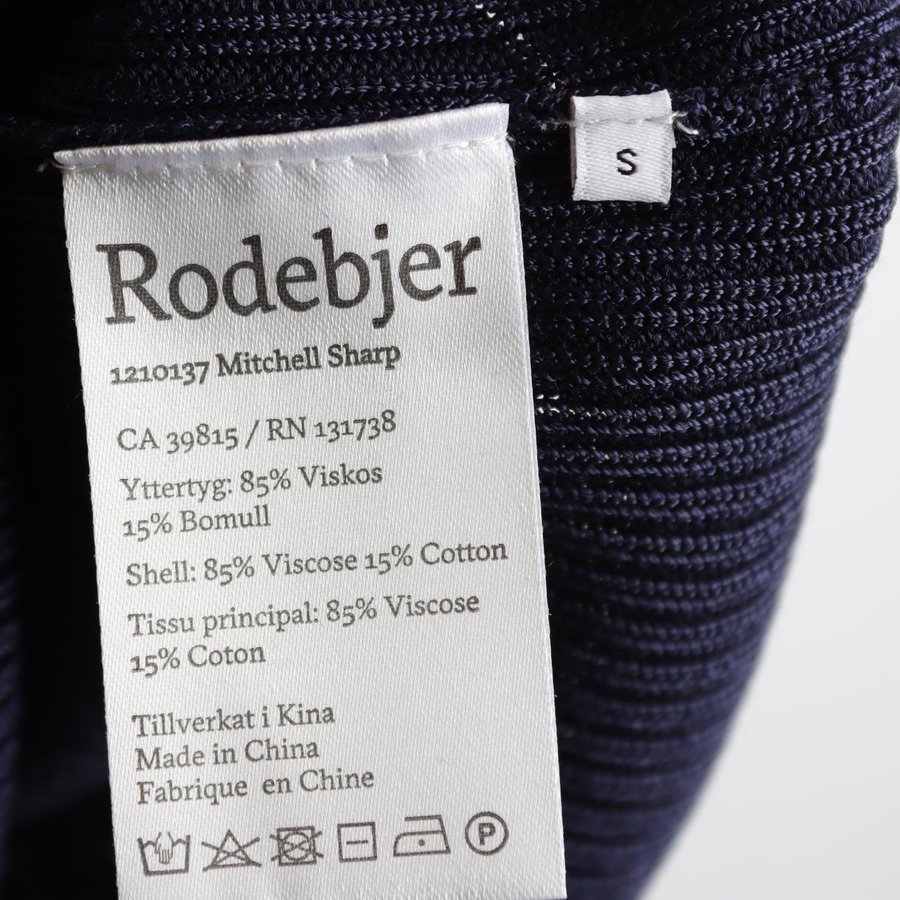 S
Rodebjer
1210137 Mitchell Sharp
CA 39815 / RN 131738
Yttertyg: 85% Viskos
15% Bomull
Shell: 85% Viscose 15% Cotton
Tissu principal: 85% Viscose
15% Coton
Tillverkat i Kina
Made in China
Fabrique en Chine
P